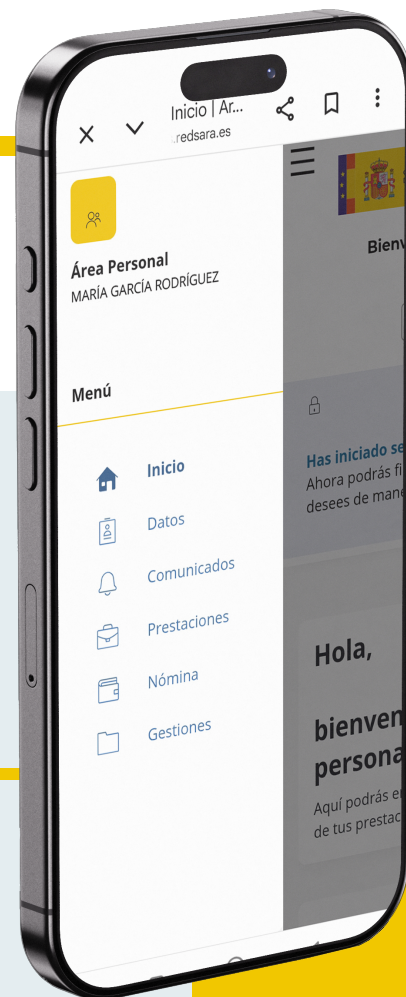 Inicio | Ar...
.redsara.es
Área Personal
MARÍA GARCÍA RODRÍGUEZ
Menú
Inicio
Datos
Comunicados
Prestaciones
Nómina
Gestiones
Bienv
Has iniciado se
Ahora podrás fi
desees de mane
Hola,
bienven
persona
Aquí podrás e
de tus prestac